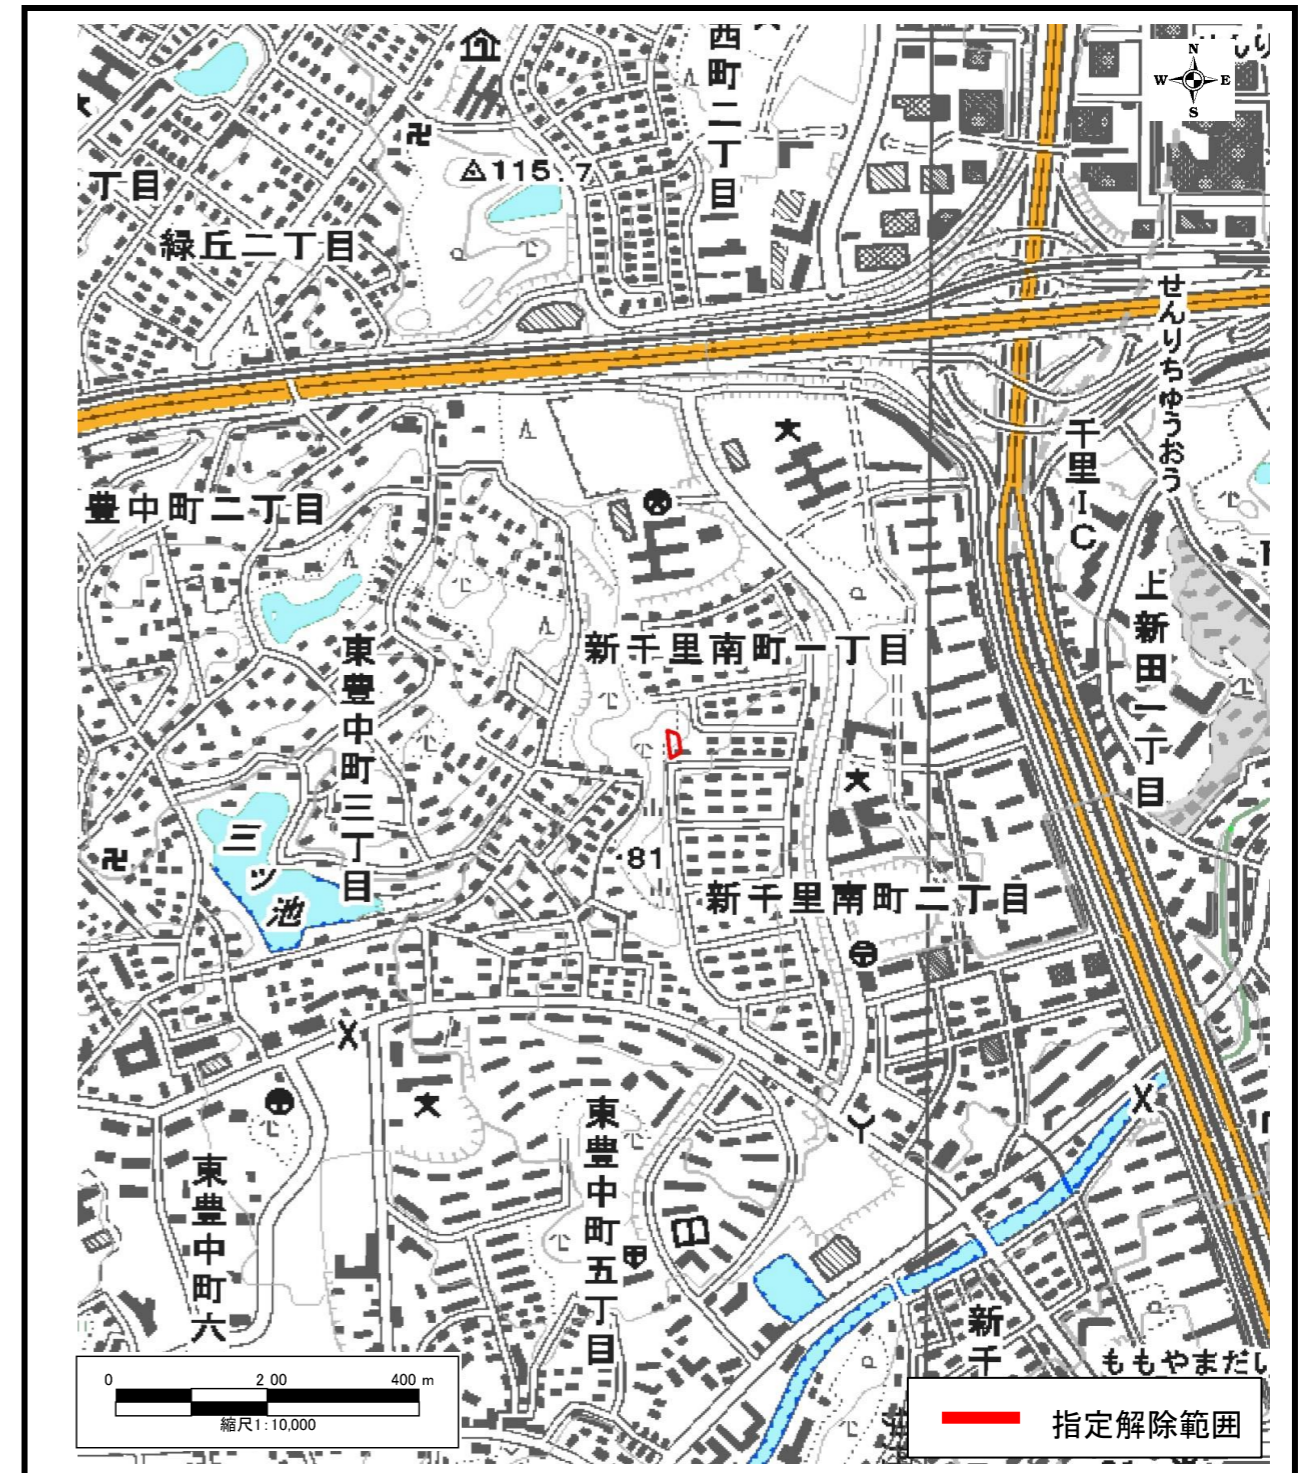 西町二丁目
せんり
N
W E
S
115.7
丁目
緑丘二丁目
せんりちゅうおう
千里IC
豊中町二丁目
上新田一丁目
新千里南町一丁目
東豊中町三丁目
三ツ池
81
新千里南町二丁目
東豊中町五丁目
東豊中町六
新千
ももやまだい
0 200 400 m
縮尺1:10,000
指定解除範囲